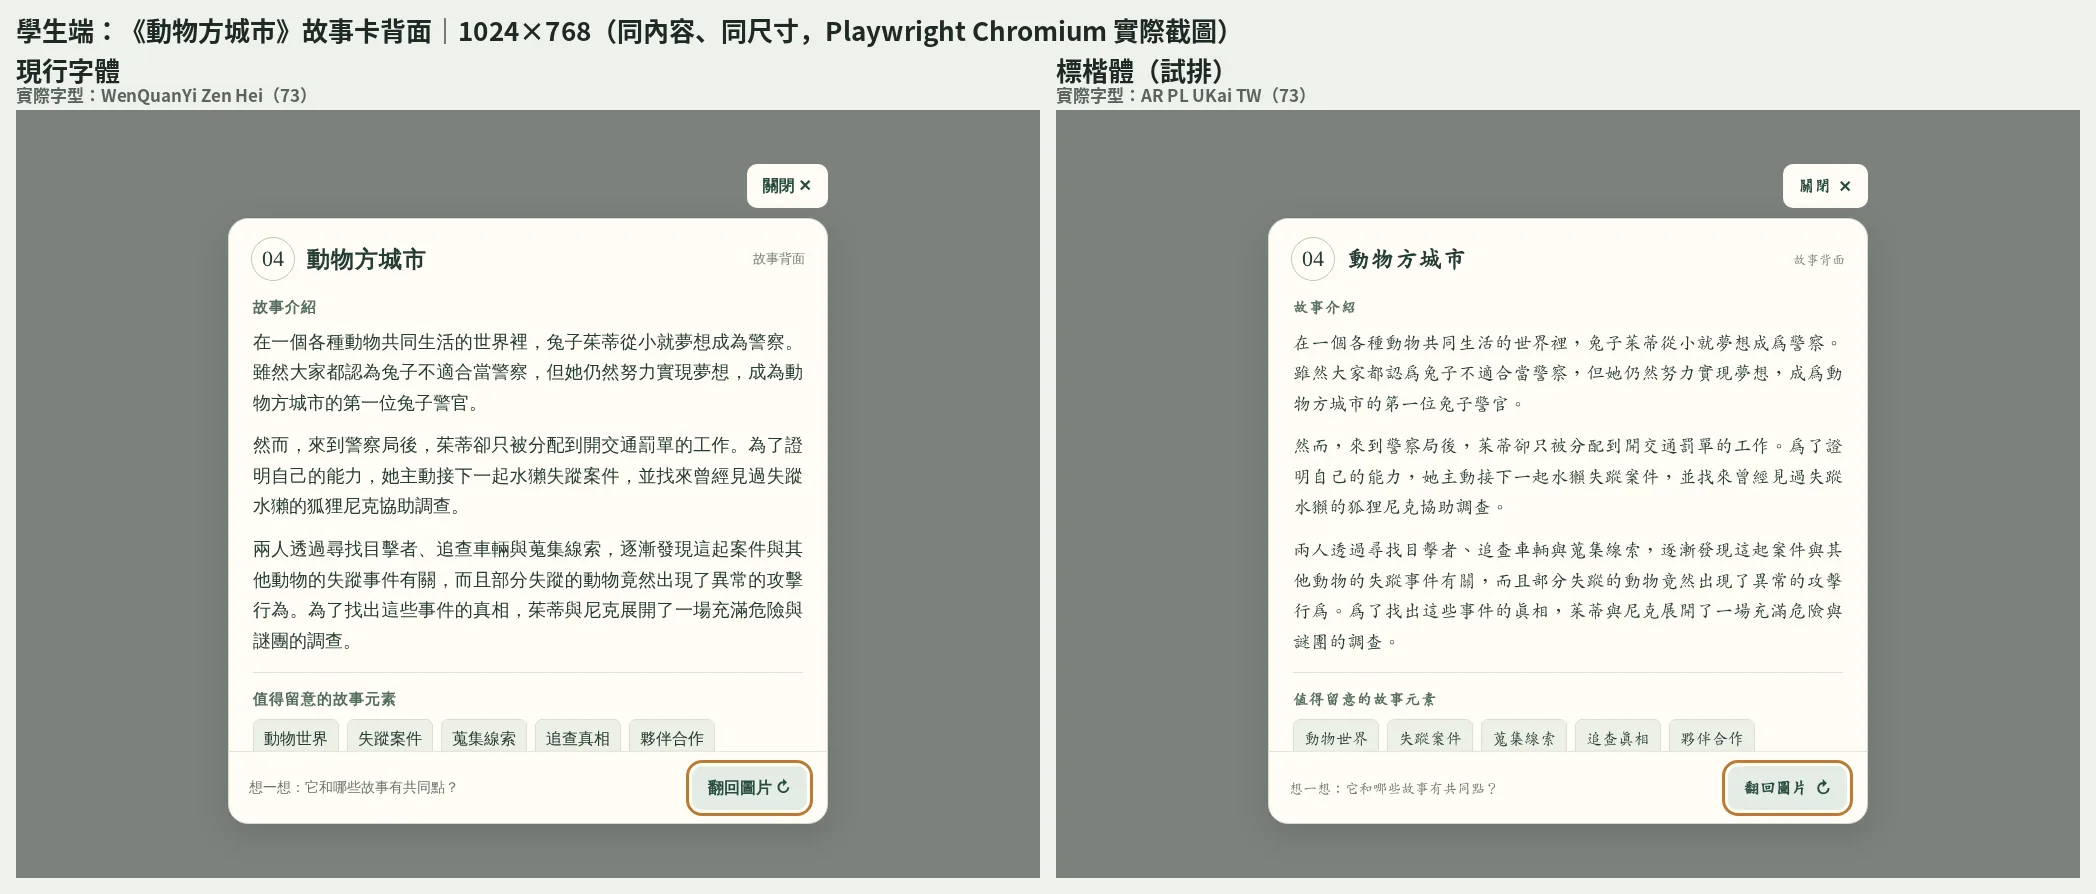 學生端：《動物方城市》故事卡背面｜1024×768（同內容、同尺寸，Playwright Chromium 實際截圖）
現行字體
實際字型：WenQuanYi Zen Hei（73）
關閉 ✕
04 動物方城市 故事背面
故事介紹
在一個各種動物共同生活的世界裡，兔子茱蒂從小就夢想成為警察。
雖然大家都認為兔子不適合當警察，但她仍然努力實現夢想，成為動
物方城市的第一位兔子警官。
然而，來到警察局後，茱蒂卻只被分配到開交通罰單的工作。為了證
明自己的能力，她主動接下一起水獺失蹤案件，並找來曾經見過失蹤
水獺的狐狸尼克協助調查。
兩人透過尋找目擊者、追查車輛與蒐集線索，逐漸發現這起案件與其
他動物的失蹤事件有關，而且部分失蹤的動物竟然出現了異常的攻擊
行為。為了找出這些事件的真相，茱蒂與尼克展開了一場充滿危險與
謎團的調查。
值得留意的故事元素
動物世界 失蹤案件 蒐集線索 追查真相 夥伴合作
想一想：它和哪些故事有共同點？
翻回圖片 ↻
標楷體（試排）
實際字型：AR PL UKai TW（73）
關閉 ✕
04 動物方城市 故事背面
故事介紹
在一個各種動物共同生活的世界裡，兔子茱蒂從小就夢想成為警察。
雖然大家都認為兔子不適合當警察，但她仍然努力實現夢想，成為動
物方城市的第一位兔子警官。
然而，來到警察局後，茱蒂卻只被分配到開交通罰單的工作。為了證
明自己的能力，她主動接下一起水獺失蹤案件，並找來曾經見過失蹤
水獺的狐狸尼克協助調查。
兩人透過尋找目擊者、追查車輛與蒐集線索，逐漸發現這起案件與其
他動物的失蹤事件有關，而且部分失蹤的動物竟然出現了異常的攻擊
行為。為了找出這些事件的真相，茱蒂與尼克展開了一場充滿危險與
謎團的調查。
值得留意的故事元素
動物世界 失蹤案件 蒐集線索 追查真相 夥伴合作
想一想：它和哪些故事有共同點？
翻回圖片 ↻